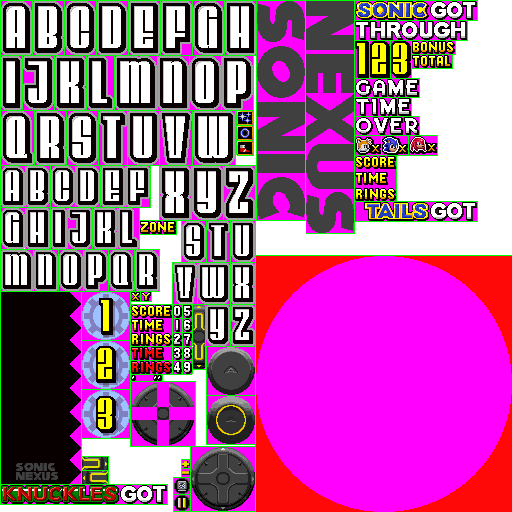 ABCDEFGH
IJKLMNOP
QRSTUVW
ABCDEF
XYZ
GHIJKL
ZONE
STU
MNOPQR
VWX
YZ
XY
SCORE 05
TIME 16
RINGS 27
TIME 38
RINGS 49
1
2
3
SONIC
NEXUS
KNUCKLES GOT
SONIC
NEXUS
SONIC GOT
THROUGH
123
BONUS
TOTAL
GAME
TIME
OVER
X X X
SCORE
TIME
RINGS
TAILS GOT